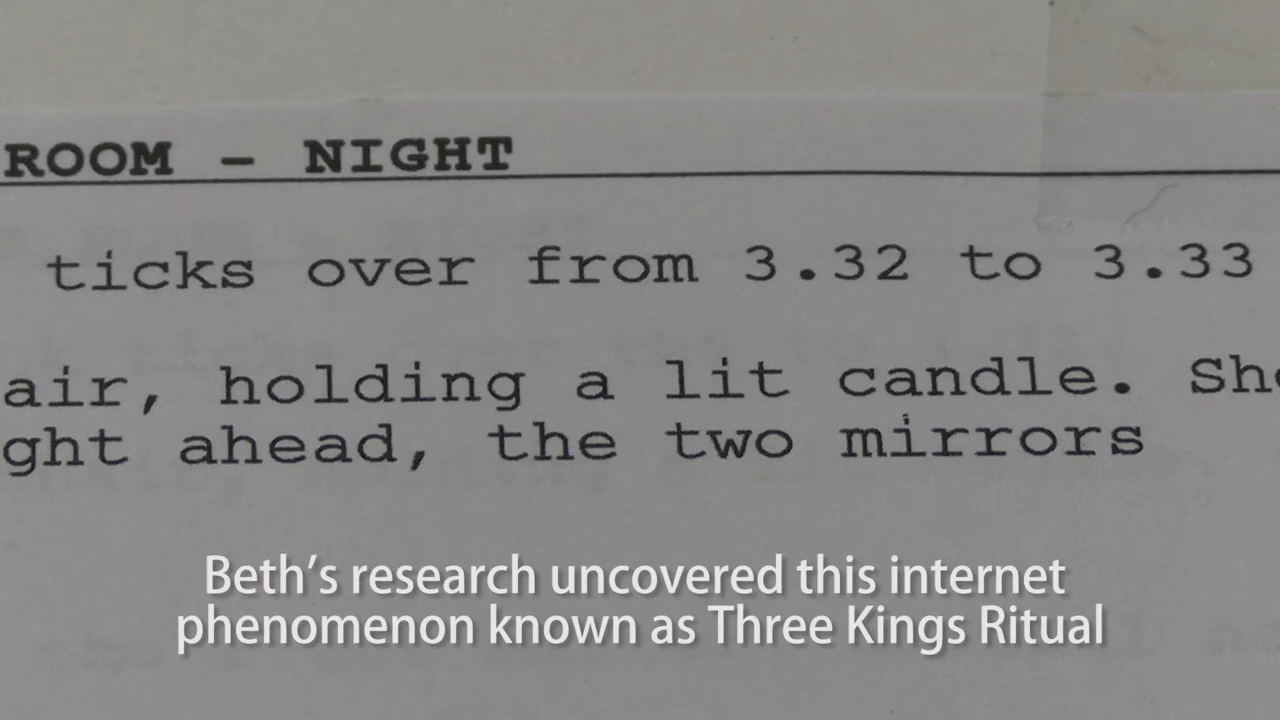 ROOM – NIGHT
ticks over from 3.32 to 3.33
air, holding a lit candle. Sh
ght ahead, the two mirrors
Beth’s research uncovered this internet
phenomenon known as Three Kings Ritual